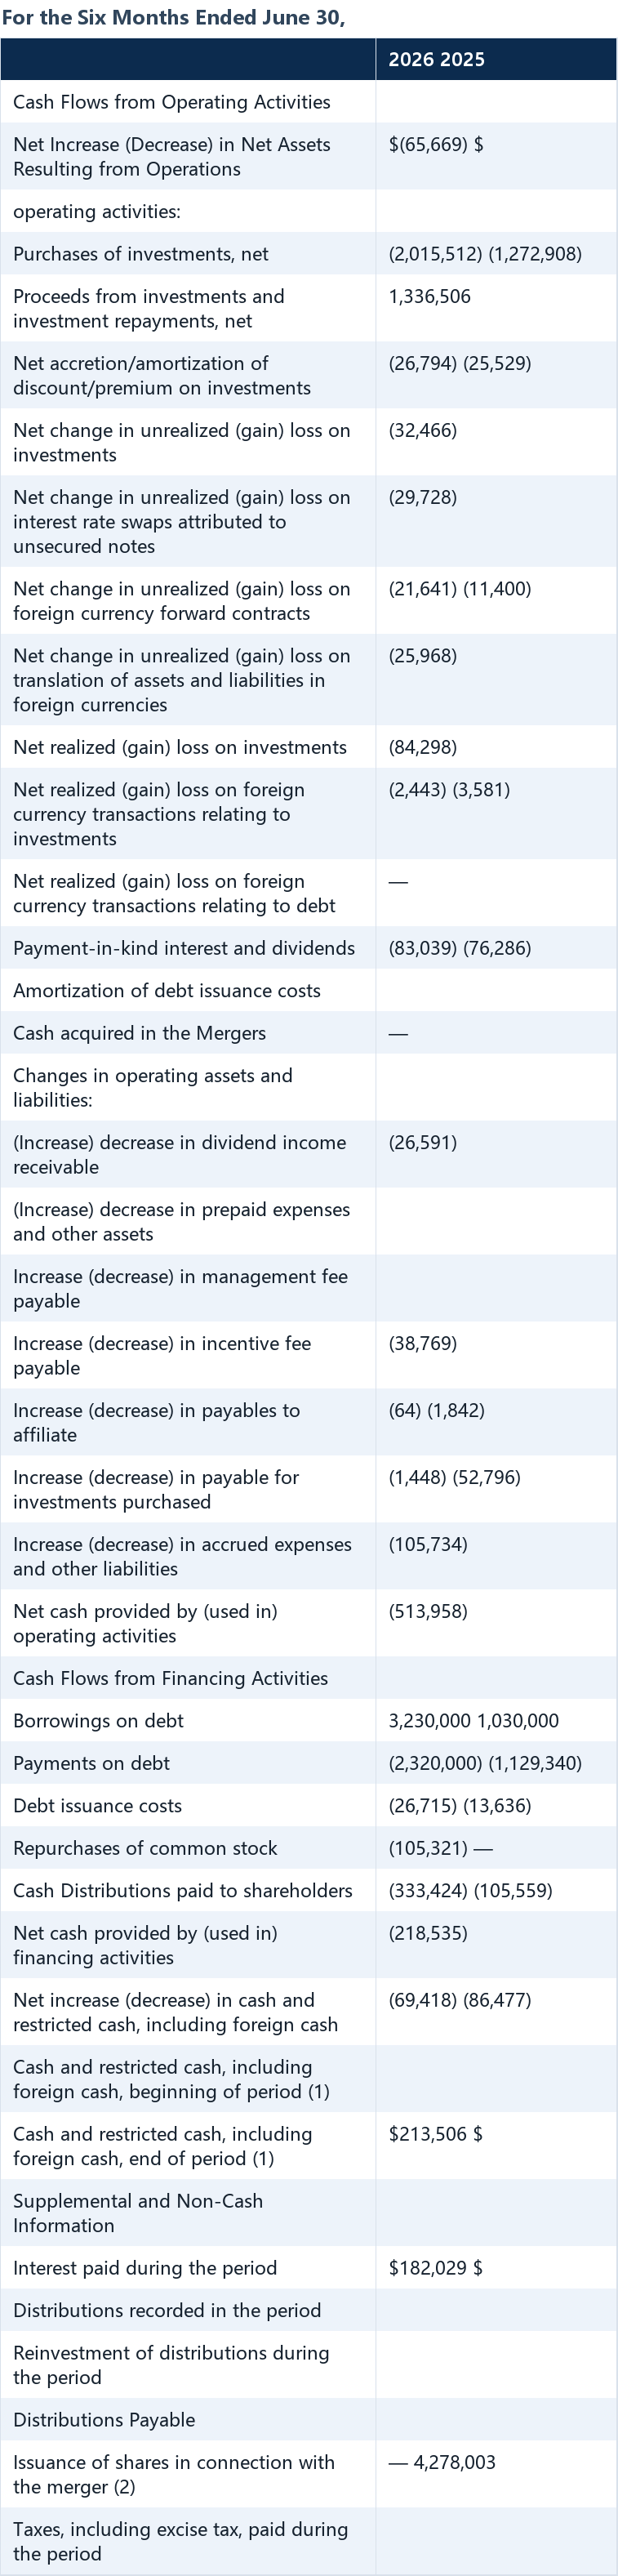 For the Six Months Ended June 30,
2026 2025
Cash Flows from Operating Activities
Net Increase (Decrease) in Net Assets
Resulting from Operations
$(65,669) $
operating activities:
Purchases of investments, net
(2,015,512) (1,272,908)
Proceeds from investments and
investment repayments, net
1,336,506
Net accretion/amortization of
discount/premium on investments
(26,794) (25,529)
Net change in unrealized (gain) loss on
investments
(32,466)
Net change in unrealized (gain) loss on
interest rate swaps attributed to
unsecured notes
(29,728)
Net change in unrealized (gain) loss on
foreign currency forward contracts
(21,641) (11,400)
Net change in unrealized (gain) loss on
translation of assets and liabilities in
foreign currencies
(25,968)
Net realized (gain) loss on investments
(84,298)
Net realized (gain) loss on foreign
currency transactions relating to
investments
(2,443) (3,581)
Net realized (gain) loss on foreign
currency transactions relating to debt
—
Payment-in-kind interest and dividends
(83,039) (76,286)
Amortization of debt issuance costs
Cash acquired in the Mergers
—
Changes in operating assets and
liabilities:
(Increase) decrease in dividend income
receivable
(26,591)
(Increase) decrease in prepaid expenses
and other assets
Increase (decrease) in management fee
payable
Increase (decrease) in incentive fee
payable
(38,769)
Increase (decrease) in payables to
affiliate
(64) (1,842)
Increase (decrease) in payable for
investments purchased
(1,448) (52,796)
Increase (decrease) in accrued expenses
and other liabilities
(105,734)
Net cash provided by (used in)
operating activities
(513,958)
Cash Flows from Financing Activities
Borrowings on debt
3,230,000 1,030,000
Payments on debt
(2,320,000) (1,129,340)
Debt issuance costs
(26,715) (13,636)
Repurchases of common stock
(105,321) —
Cash Distributions paid to shareholders
(333,424) (105,559)
Net cash provided by (used in)
financing activities
(218,535)
Net increase (decrease) in cash and
restricted cash, including foreign cash
(69,418) (86,477)
Cash and restricted cash, including
foreign cash, beginning of period (1)
Cash and restricted cash, including
foreign cash, end of period (1)
$213,506 $
Supplemental and Non-Cash
Information
Interest paid during the period
$182,029 $
Distributions recorded in the period
Reinvestment of distributions during
the period
Distributions Payable
Issuance of shares in connection with
the merger (2)
— 4,278,003
Taxes, including excise tax, paid during
the period